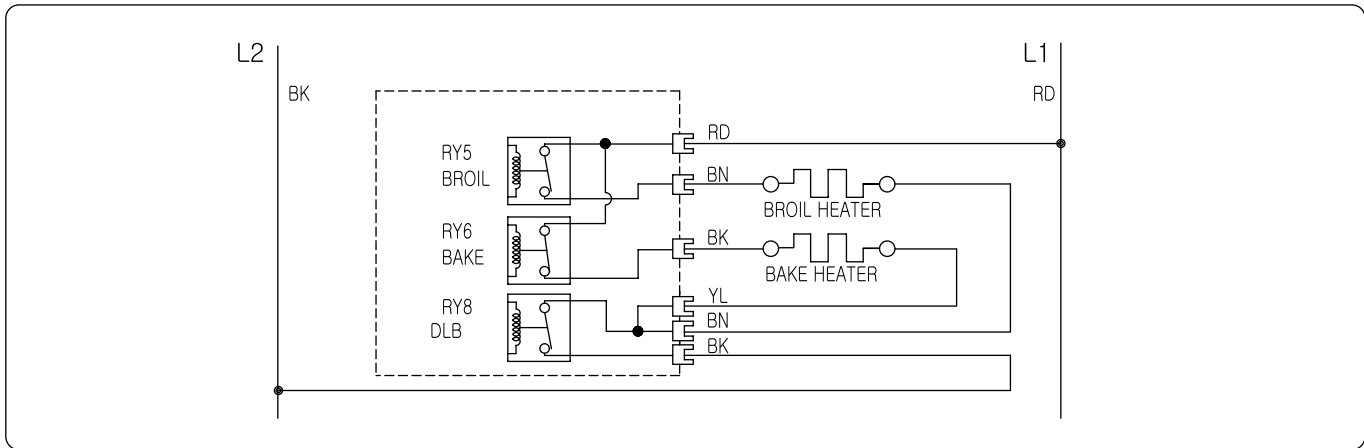 L2
L1
BK
RD
RY5
BROIL
RD
BN
BROIL HEATER
RY6
BAKE
BK
BAKE HEATER
RY8
DLB
YL
BN
BK